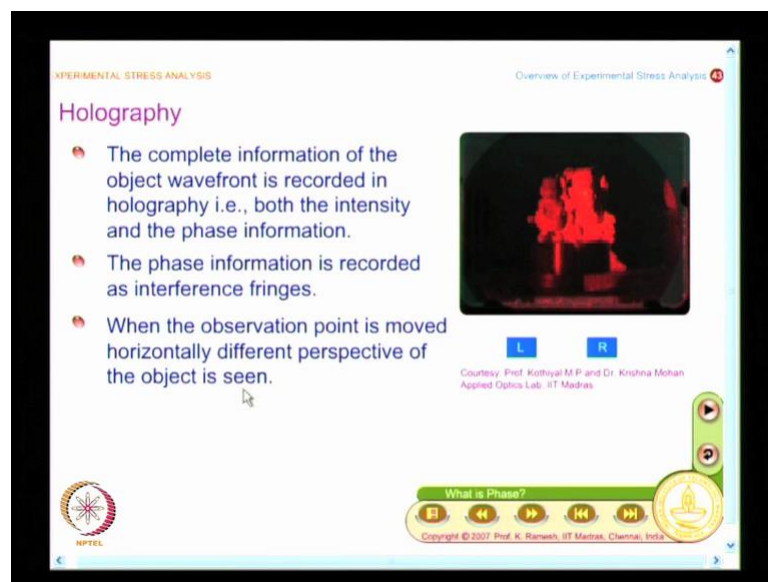 XPERIMENTAL STRESS ANALYSIS
Overview of Experimental Stress Analysis 43
Holography
The complete information of the
object wavefront is recorded in
holography i.e., both the intensity
and the phase information.
The phase information is recorded
as interference fringes.
When the observation point is moved
horizontally different perspective of
the object is seen.
L R
Courtesy: Prof. Kothiyal M.P and Dr. Krishna Mohan
Applied Optics Lab. IIT Madras
What is Phase?
Copyright © 2007 Prof. K. Ramesh, IIT Madras, Chennai, India
NPTEL